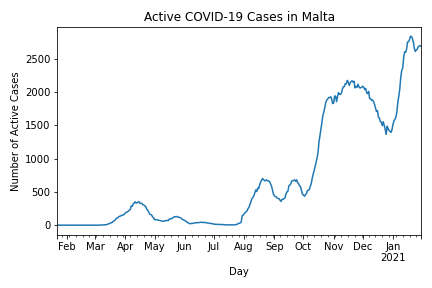 Active COVID-19 Cases in Malta
Number of Active Cases
2500
2000
1500
1000
500
0
Feb Mar Apr May Jun Jul Aug Sep Oct Nov Dec Jan
2021
Day